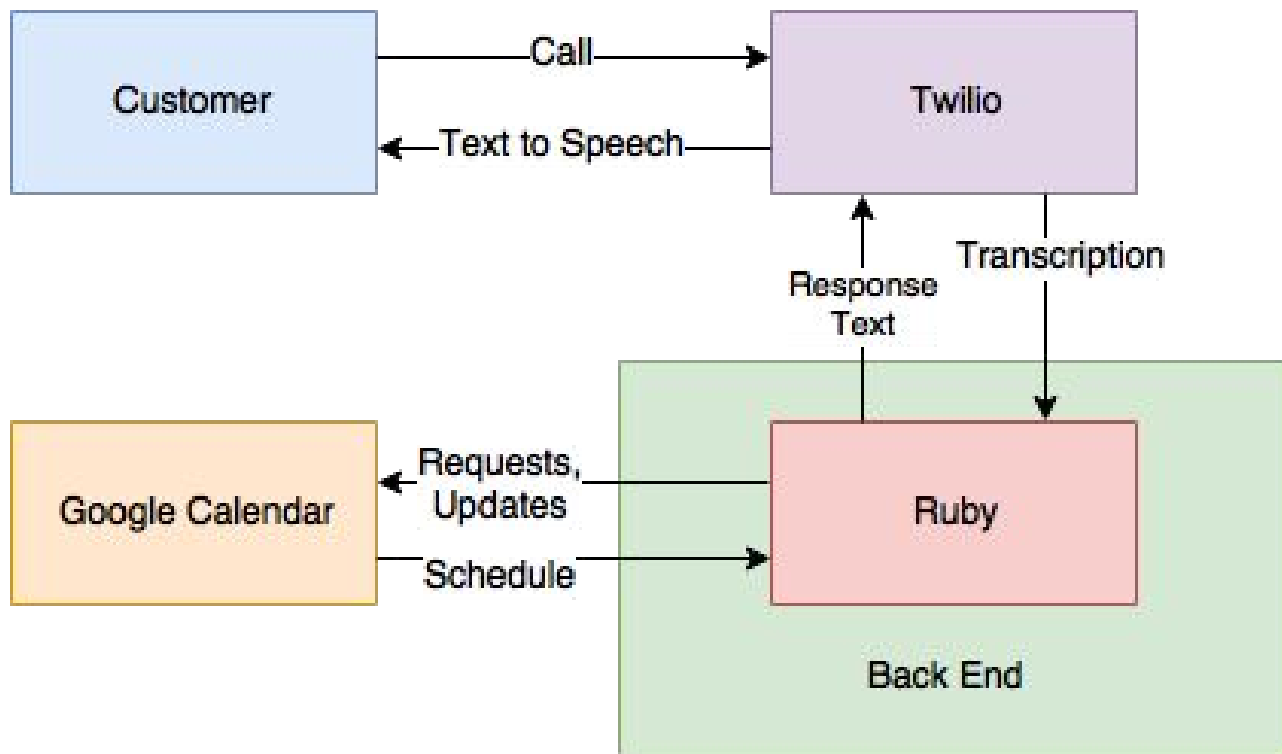 Customer
Call
Text to Speech
Twilio
Response
Text
Transcription
Google Calendar
Requests,
Updates
Schedule
Ruby
Back End